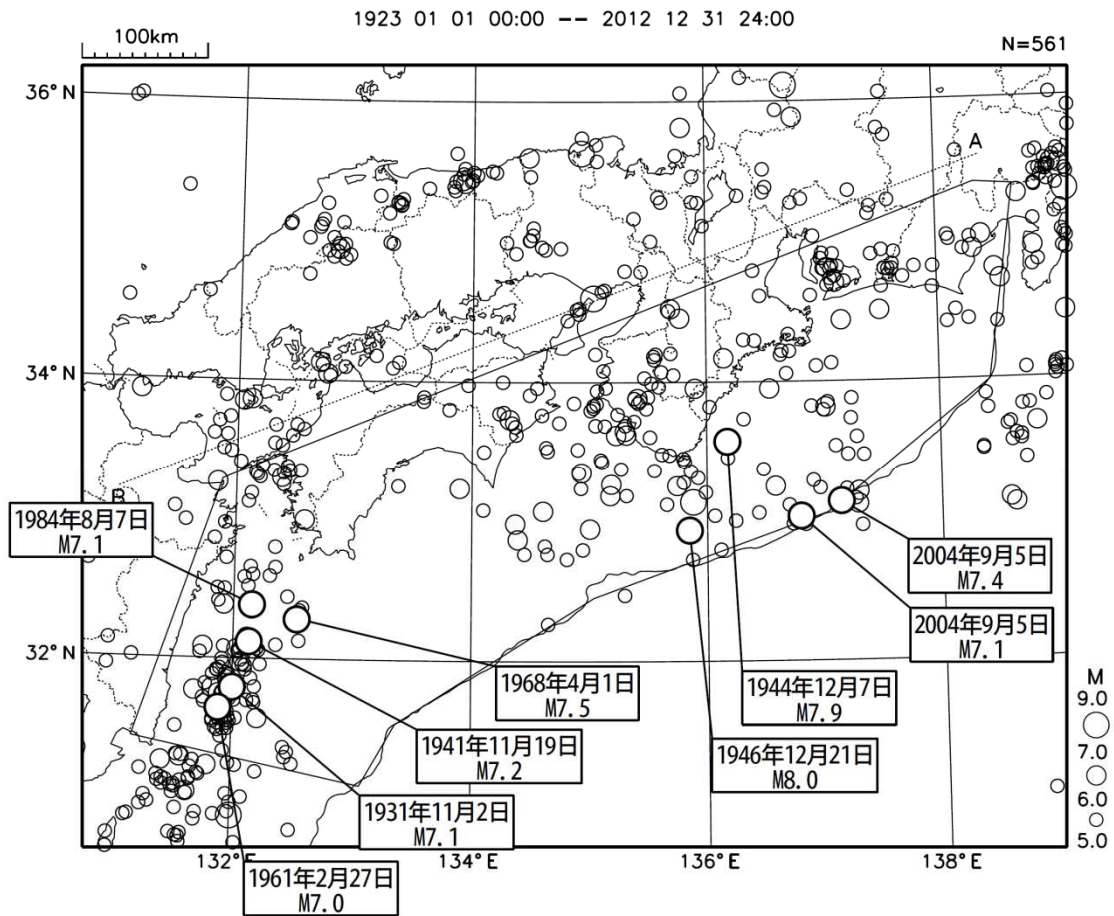 1923 01 01 00:00 -- 2012 12 31 24:00
100km
N=561
36°N
A
34°N
B
1984年8月7日
M7.1
2004年9月5日
M7.4
2004年9月5日
M7.1
32°N
1968年4月1日
M7.5
1944年12月7日
M7.9
M
9.0
7.0
6.0
5.0
1941年11月19日
M7.2
1946年12月21日
M8.0
1931年11月2日
M7.1
132°E
134°E
136°E
138°E
1961年2月27日
M7.0